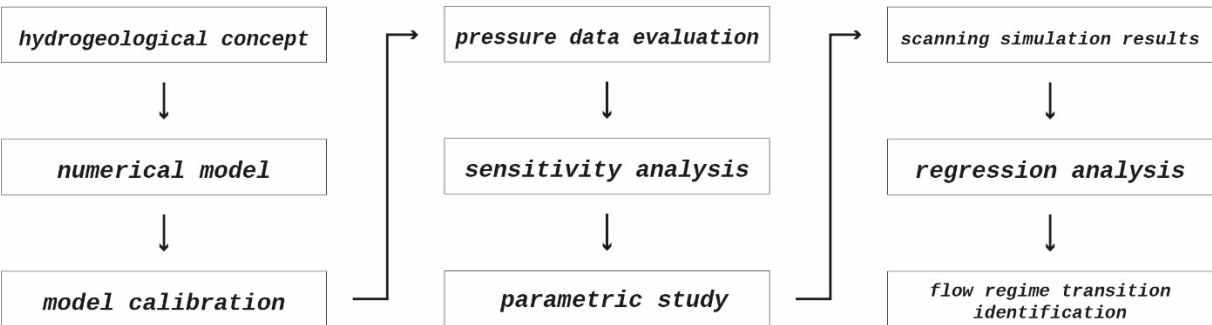 hydrogeological concept
numerical model
model calibration
pressure data evaluation
sensitivity analysis
parametric study
scanning simulation results
regression analysis
flow regime transition
identification